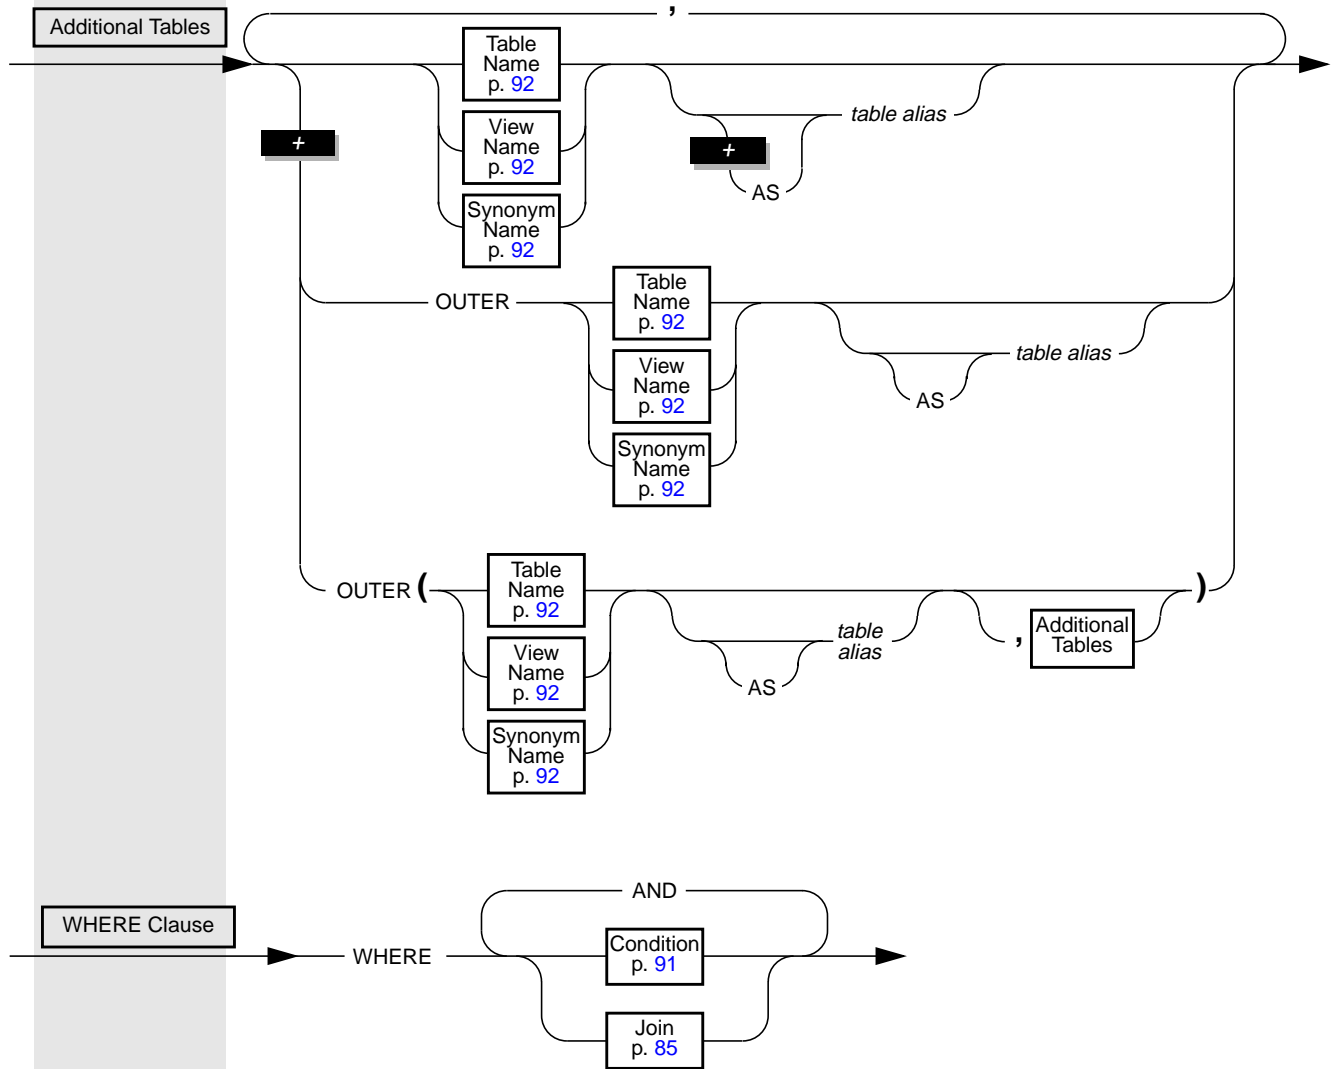 ,
Additional Tables
Table
Name
p. 92
+
View
Name
p. 92
Synonym
Name
p. 92
table alias
+
AS
OUTER
Table
Name
p. 92
View
Name
p. 92
Synonym
Name
p. 92
table alias
AS
OUTER (
Table
Name
p. 92
View
Name
p. 92
Synonym
Name
p. 92
table
alias
AS
,
Additional
Tables
)
WHERE Clause
WHERE
AND
Condition
p. 91
Join
p. 85